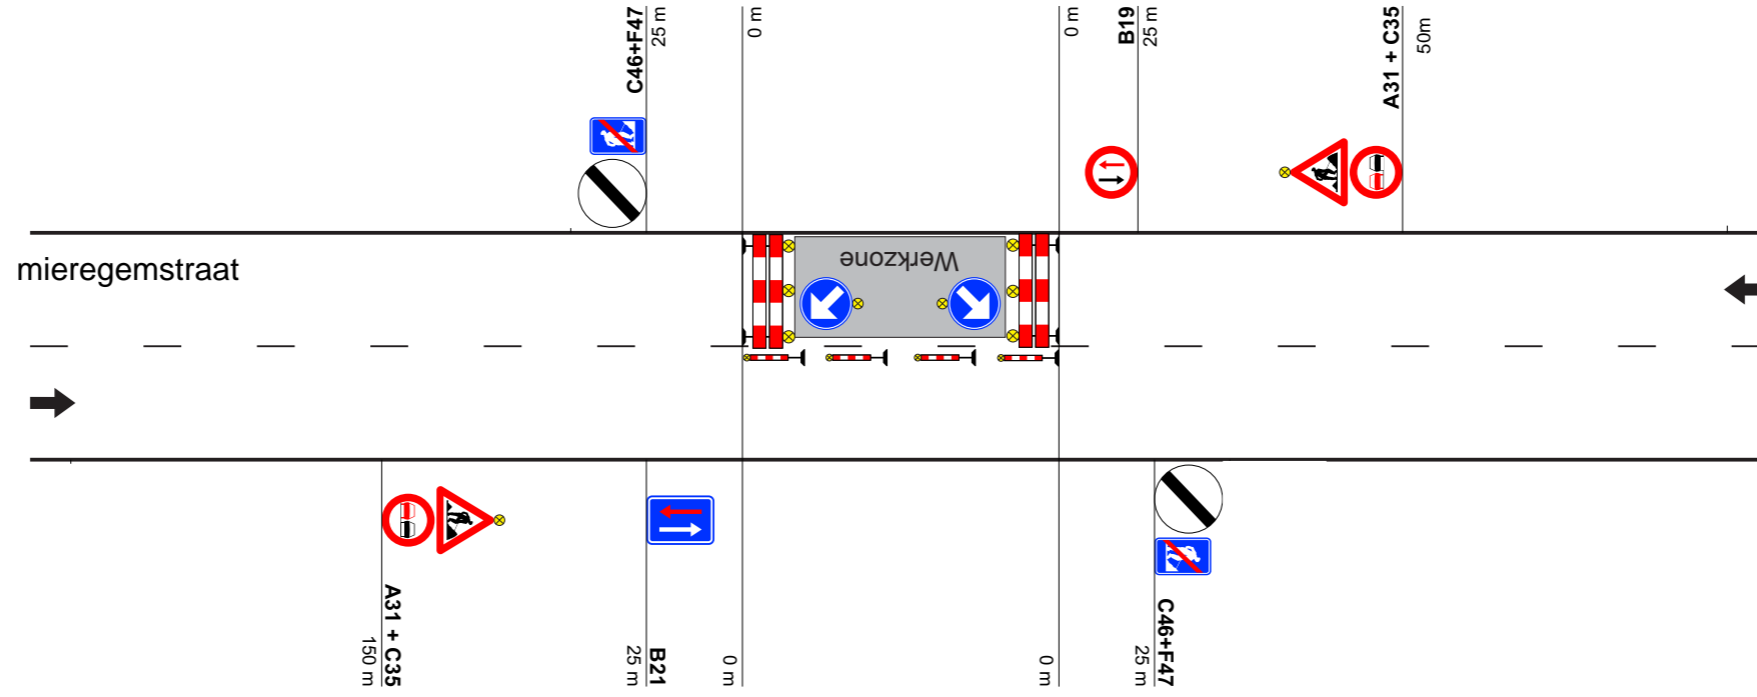 C46+F47
25 m
0 m
0 m
B19
25 m
A31 + C35
50m
mieregemstraat
Werkzone
A31 + C35
150 m
B21
25 m
0 m
0 m
C46+F47
25 m